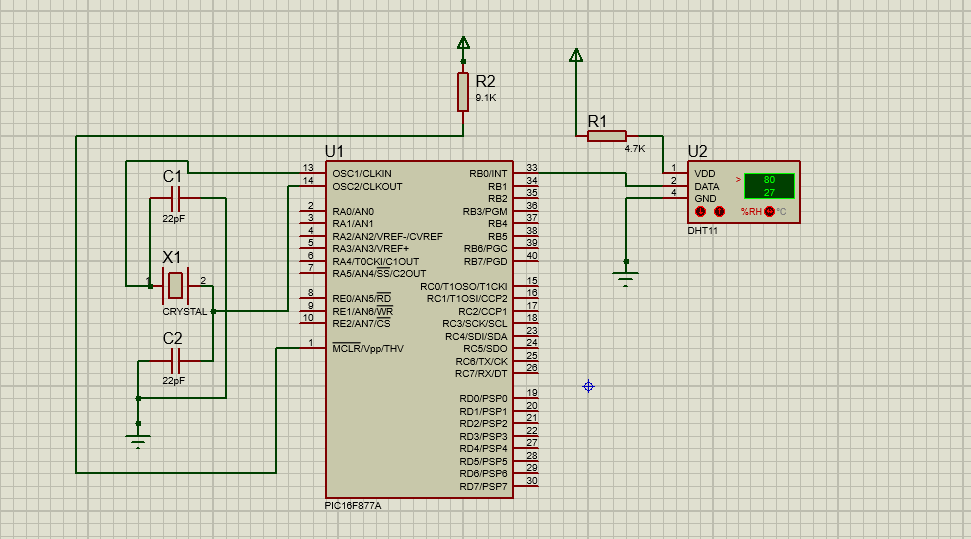 R2
9.1K
R1
4.7K
U1
13
OSC1/CLKIN
14
OSC2/CLKOUT
2
RA0/AN0
3
RA1/AN1
4
RA2/AN2/VREF-/CVREF
5
RA3/AN3/VREF+
6
RA4/T0CKI/C1OUT
7
RA5/AN4/SS/C2OUT
8
RE0/AN5/RD
9
RE1/AN6/WR
10
RE2/AN7/CS
1
MCLR/Vpp/THV
RB0/INT
33
RB1
34
RB2
35
RB3/PGM
36
RB4
37
RB5
38
RB6/PGC
39
RB7/PGD
40
RC0/T1OSO/T1CKI
15
RC1/T1OSI/CCP2
16
RC2/CCP1
17
RC3/SCK/SCL
18
RC4/SDI/SDA
23
RC5/SDO
24
RC6/TX/CK
25
RC7/RX/DT
26
RD0/PSP0
19
RD1/PSP1
20
RD2/PSP2
21
RD3/PSP3
22
RD4/PSP4
27
RD5/PSP5
28
RD6/PSP6
29
RD7/PSP7
30
PIC16F877A
C1
22pF
X1
1
2
CRYSTAL
C2
22pF
U2
1
VDD
2
DATA
4
GND
>
80
27
%RH
°C
DHT11